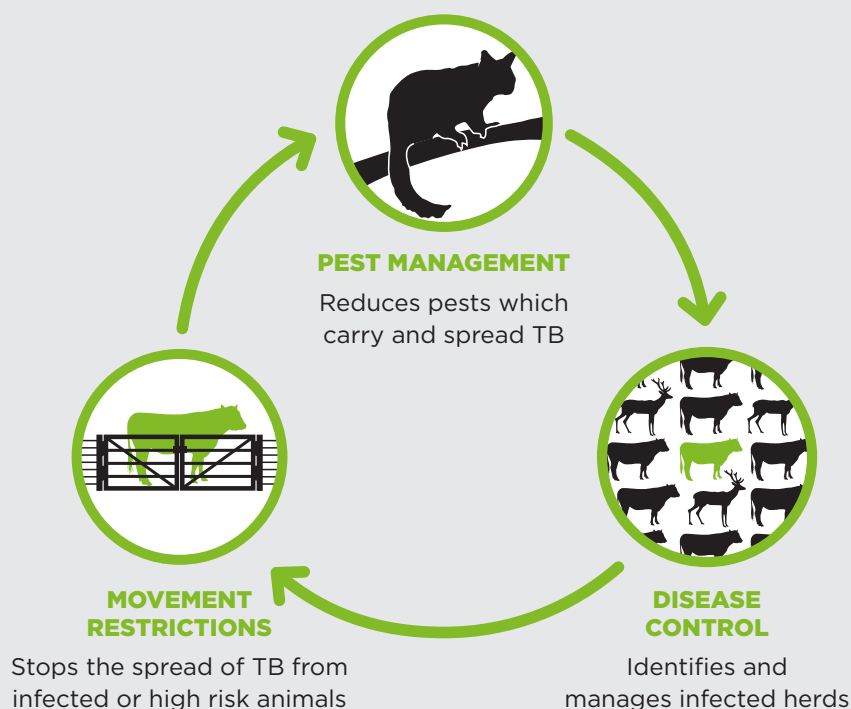 PEST MANAGEMENT
Reduces pests which
carry and spread TB
MOVEMENT
RESTRICTIONS
Stops the spread of TB from
infected or high risk animals
DISEASE
CONTROL
Identifies and
manages infected herds